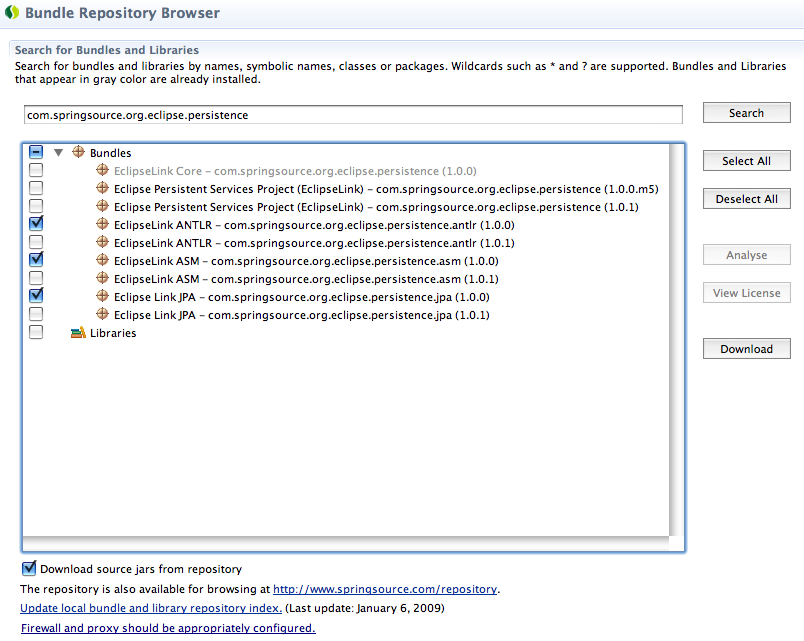 Bundle Repository Browser
Search for Bundles and Libraries
Search for bundles and libraries by names, symbolic names, classes or packages. Wildcards such as * and ? are supported. Bundles and Libraries
that appear in gray color are already installed.
com.springsource.org.eclipse.persistence
Search
Bundles
EclipseLink Core – com.springsource.org.eclipse.persistence (1.0.0)
Eclipse Persistent Services Project (EclipseLink) – com.springsource.org.eclipse.persistence (1.0.0.m5)
Eclipse Persistent Services Project (EclipseLink) – com.springsource.org.eclipse.persistence (1.0.1)
EclipseLink ANTLR – com.springsource.org.eclipse.persistence.antlr (1.0.0)
EclipseLink ANTLR – com.springsource.org.eclipse.persistence.antlr (1.0.1)
EclipseLink ASM – com.springsource.org.eclipse.persistence.asm (1.0.0)
EclipseLink ASM – com.springsource.org.eclipse.persistence.asm (1.0.1)
Eclipse Link JPA – com.springsource.org.eclipse.persistence.jpa (1.0.0)
Eclipse Link JPA – com.springsource.org.eclipse.persistence.jpa (1.0.1)
Libraries
Select All
Deselect All
Analyse
View License
Download
Download source jars from repository
The repository is also available for browsing at http://www.springsource.com/repository.
Update local bundle and library repository index. (Last update: January 6, 2009)
Firewall and proxy should be appropriately configured.